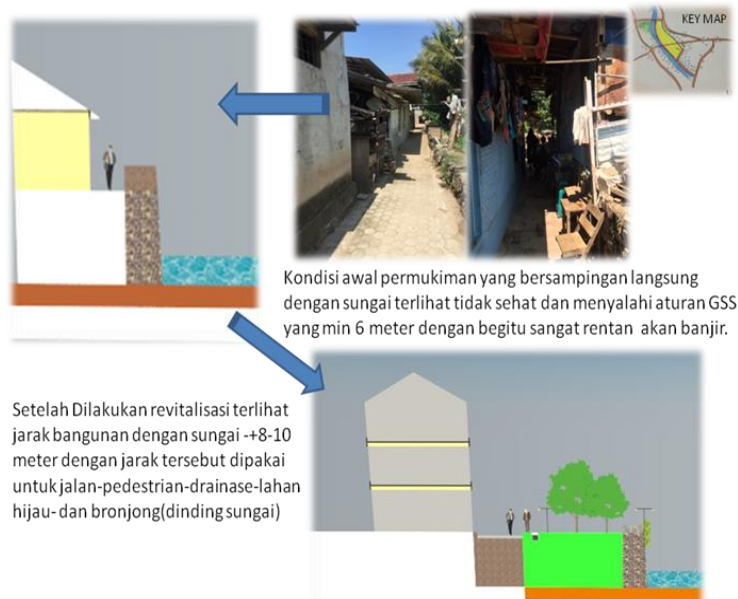 KEY MAP
Kondisi awal permukiman yang bersampingan langsung
dengan sungai terlihat tidak sehat dan menyalahi aturan GSS
yang min 6 meter dengan begitu sangat rentan akan banjir.
Setelah Dilakukan revitalisasi terlihat
jarak bangunan dengan sungai -+8-10
meter dengan jarak tersebut dipakai
untuk jalan-pedestrian-drainase-lahan
hijau- dan bronjong(dinding sungai)